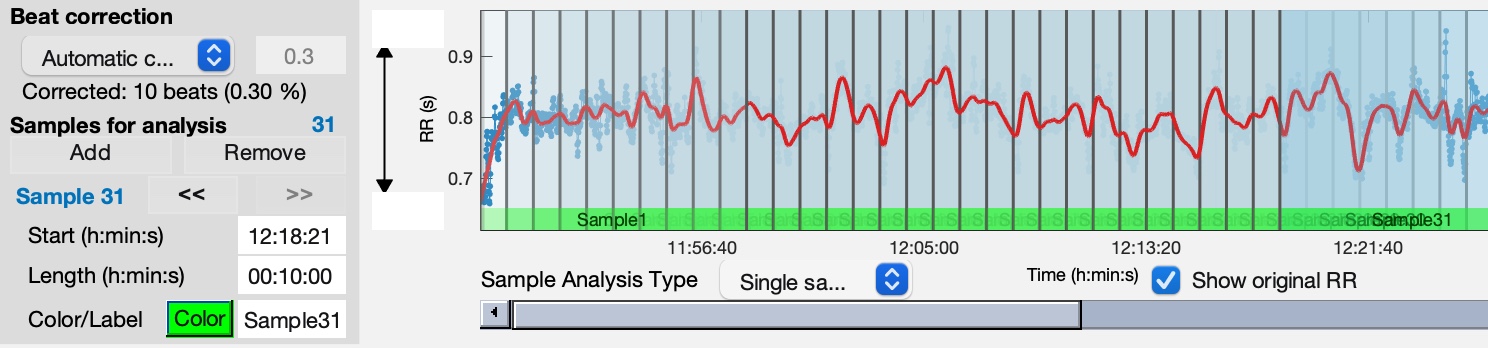 Beat correction
Automatic c...
0.3
Corrected: 10 beats (0.30 %)
Samples for analysis
31
Add
Remove
Sample 31
<<
>>
Start (h:min:s)
12:18:21
Length (h:min:s)
00:10:00
Color/Label
Color
Sample31
RR (s)
0.9
0.8
0.7
Sample1
Sample31
11:56:40
12:05:00
12:13:20
12:21:40
Sample Analysis Type
Single sa...
Time (h:min:s)
Show original RR